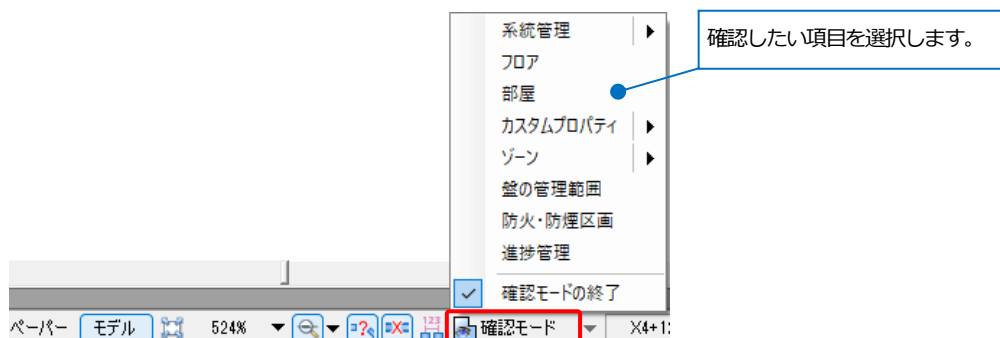 系統管理
フロア
部屋
カスタムプロパティ
ゾーン
盤の管理範囲
防火・防煙区画
進捗管理
確認モードの終了
確認したい項目を選択します。
ペーパー モデル 524% =?。 =X= 123 確認モード X4+1